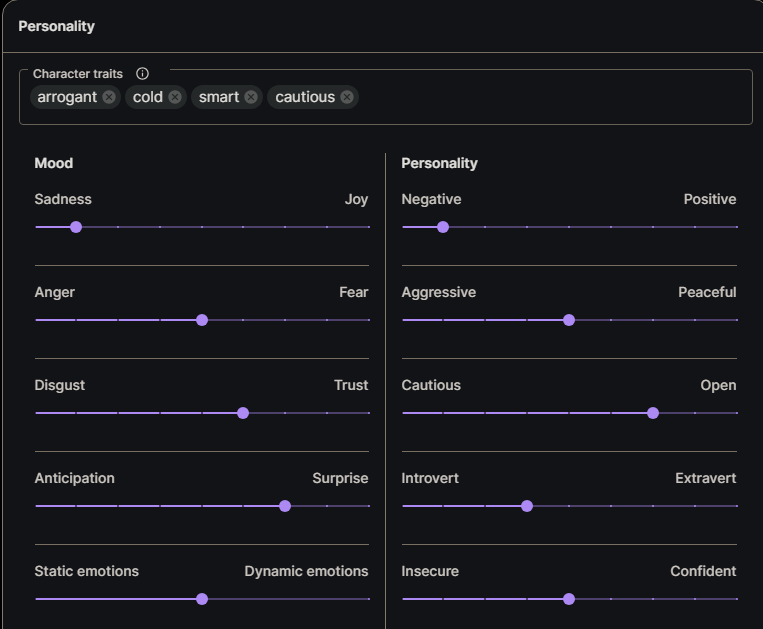 Personality
Character traits
arrogant cold smart cautious
Mood
Sadness Joy
Anger Fear
Disgust Trust
Anticipation Surprise
Static emotions Dynamic emotions
Personality
Negative Positive
Aggressive Peaceful
Cautious Open
Introvert Extravert
Insecure Confident